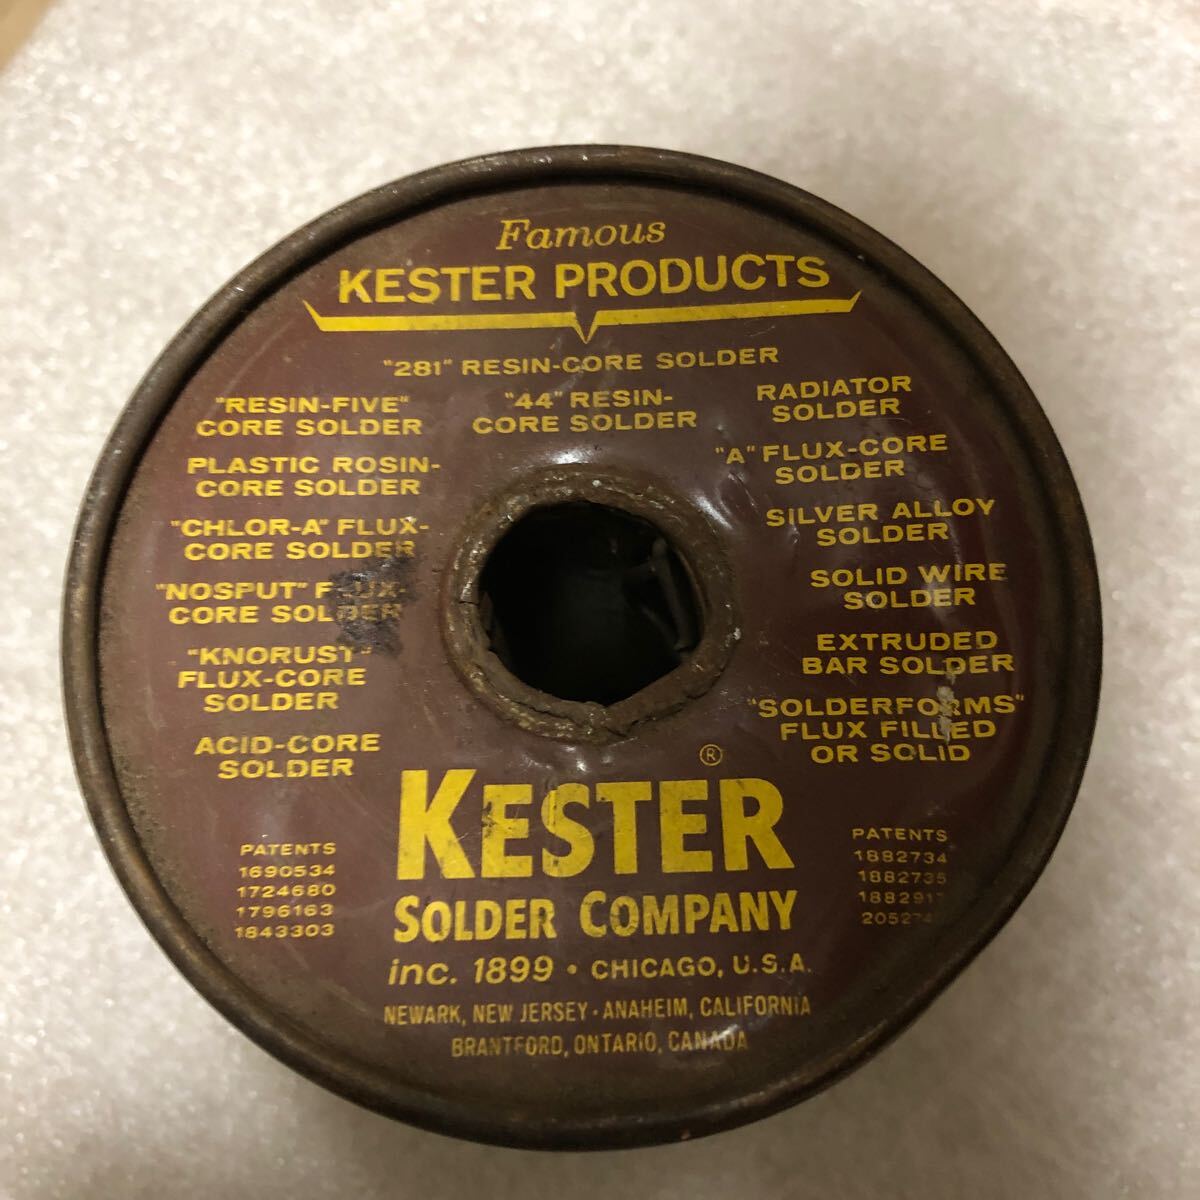 Famous
KESTER PRODUCTS
"281" RESIN-CORE SOLDER
"RESIN-FIVE"
CORE SOLDER
"44" RESIN-
CORE SOLDER
RADIATOR
SOLDER
PLASTIC ROSIN-
CORE SOLDER
"A" FLUX-CORE
SOLDER
"CHLOR-A" FLUX-
CORE SOLDER
SILVER ALLOY
SOLDER
"NOSPUT" FLUX-
CORE SOLDER
SOLID WIRE
SOLDER
"KNORUST"
FLUX-CORE
SOLDER
EXTRUDED
BAR SOLDER
ACID-CORE
SOLDER
"SOLDERFORMS"
FLUX FILLED
OR SOLID
KESTER®
SOLDER COMPANY
inc. 1899 • CHICAGO, U.S.A.
NEWARK, NEW JERSEY • ANAHEIM, CALIFORNIA
BRANTFORD, ONTARIO, CANADA
PATENTS
1690534
1724680
1796163
1843303
PATENTS
1882734
1882735